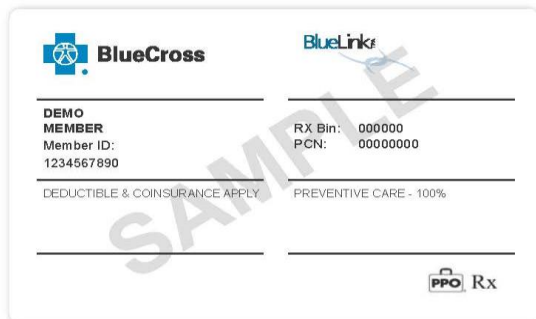 BlueCross
BlueLink
DEMO
MEMBER
Member ID:
1234567890
RX Bin: 000000
PCN: 00000000
DEDUCTIBLE & COINSURANCE APPLY
PREVENTIVE CARE - 100%
SAMPLE
PPO Rx